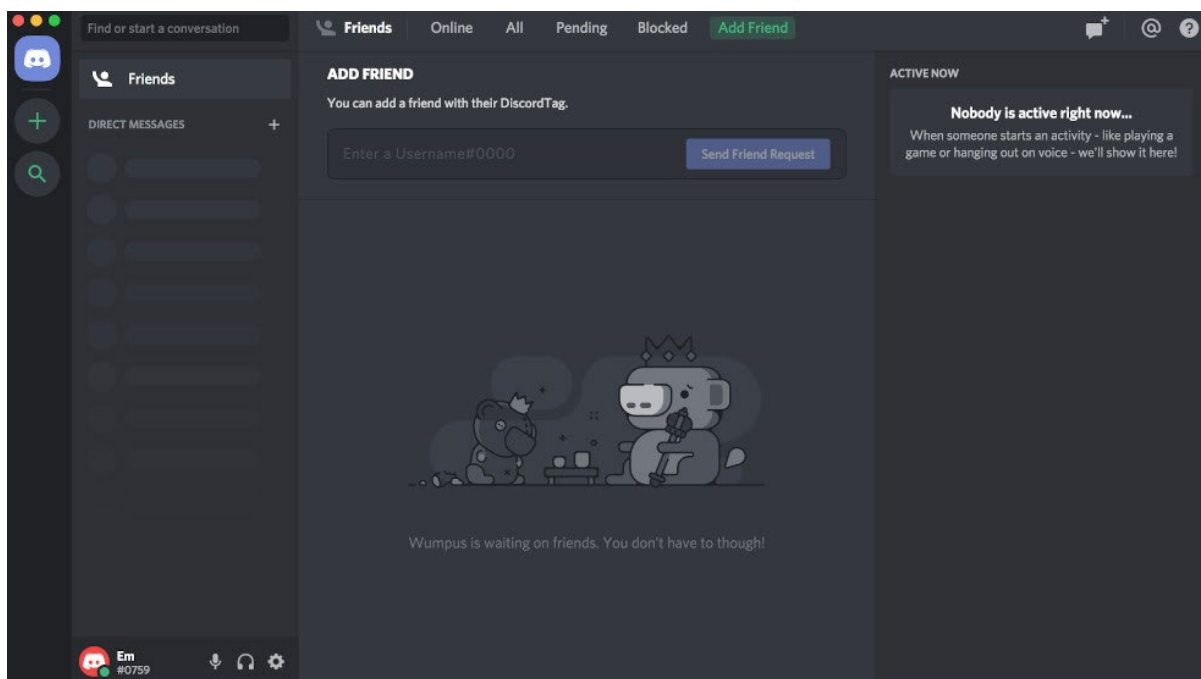 Find or start a conversation
Friends
Online
All
Pending
Blocked
Add Friend
Friends
DIRECT MESSAGES
ADD FRIEND
You can add a friend with their DiscordTag.
Enter a Username#0000
Send Friend Request
Wumpus is waiting on friends. You don't have to though!
ACTIVE NOW
Nobody is active right now...
When someone starts an activity - like playing a
game or hanging out on voice - we'll show it here!
Em
#0759